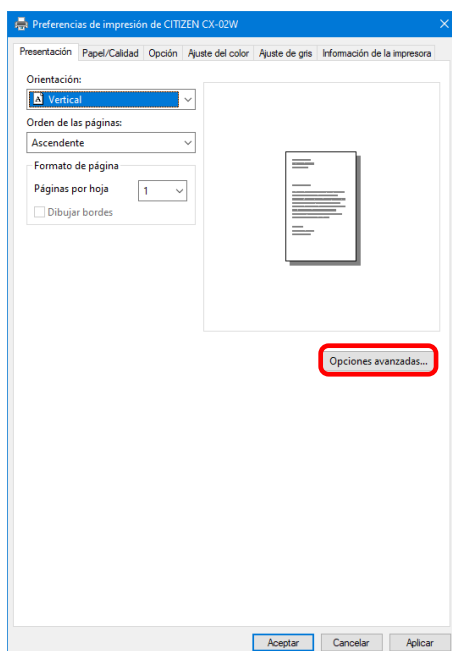 Preferencias de impresión de CITIZEN CX-02W
Presentación Papel/Calidad Opción Ajuste del color Ajuste de gris Información de la impresora
Orientación:
A Vertical
Orden de las páginas:
Ascendente
Formato de página
Páginas por hoja 1
Dibujar bordes
Opciones avanzadas...
Aceptar Cancelar Aplicar